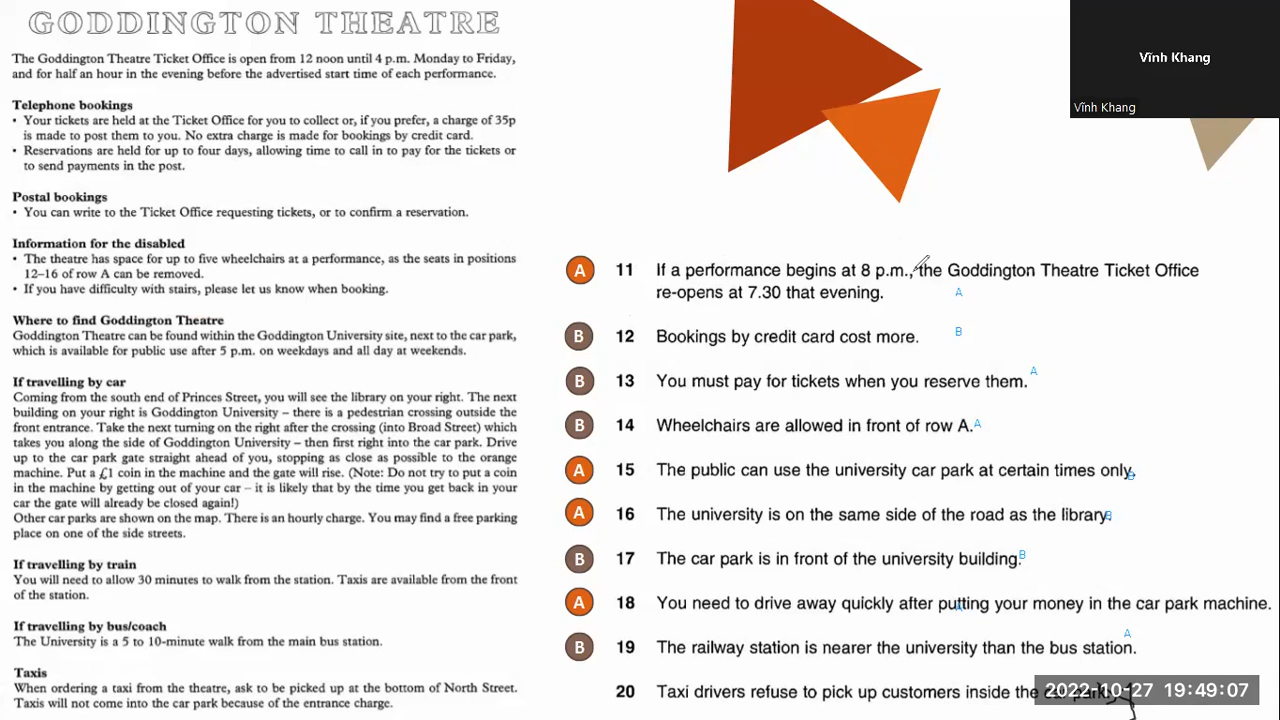 GODDINGTON THEATRE
The Goddington Theatre Ticket Office is open from 12 noon until 4 p.m. Monday to Friday,
and for half an hour in the evening before the advertised start time of each performance.
Telephone bookings
• Your tickets are held at the Ticket Office for you to collect or, if you prefer, a charge of 35p
is made to post them to you. No extra charge is made for bookings by credit card.
• Reservations are held for up to four days, allowing time to call in to pay for the tickets or
to send payments in the post.
Postal bookings
• You can write to the Ticket Office requesting tickets, or to confirm a reservation.
Information for the disabled
• The theatre has space for up to five wheelchairs at a performance, as the seats in positions
12–16 of row A can be removed.
• If you have difficulty with stairs, please let us know when booking.
Where to find Goddington Theatre
Goddington Theatre can be found within the Goddington University site, next to the car park,
which is available for public use after 5 p.m. on weekdays and all day at weekends.
If travelling by car
Coming from the south end of Princes Street, you will see the library on your right. The next
building on your right is Goddington University – there is a pedestrian crossing outside the
front entrance. Take the next turning on the right after the crossing (into Broad Street) which
takes you along the side of Goddington University – then first right into the car park. Drive
up to the car park gate straight ahead of you, stopping as close as possible to the orange
machine. Put a £1 coin in the machine and the gate will rise. (Note: Do not try to put a coin
in the machine by getting out of your car – it is likely that by the time you get back in your
car the gate will already be closed again!)
Other car parks are shown on the map. There is an hourly charge. You may find a free parking
place on one of the side streets.
If travelling by train
You will need to allow 30 minutes to walk from the station. Taxis are available from the front
of the station.
If travelling by bus/coach
The University is a 5 to 10-minute walk from the main bus station.
Taxis
When ordering a taxi from the theatre, ask to be picked up at the bottom of North Street.
Taxis will not come into the car park because of the entrance charge.
Vĩnh Khang
Vĩnh Khang
A 11 If a performance begins at 8 p.m., the Goddington Theatre Ticket Office
re-opens at 7.30 that evening. A
B 12 Bookings by credit card cost more. B
B 13 You must pay for tickets when you reserve them. A
B 14 Wheelchairs are allowed in front of row A. A
A 15 The public can use the university car park at certain times only. B
A 16 The university is on the same side of the road as the library. B
B 17 The car park is in front of the university building. B
A 18 You need to drive away quickly after putting your money in the car park machine. A
B 19 The railway station is nearer the university than the bus station. A
20 Taxi drivers refuse to pick up customers inside the car park.
2022-10-27 19:49:07